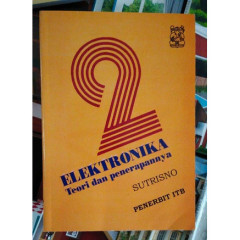 2
ELEKTRONIKA
Teori dan penerapannya
SUTRISNO
PENERBIT ITB